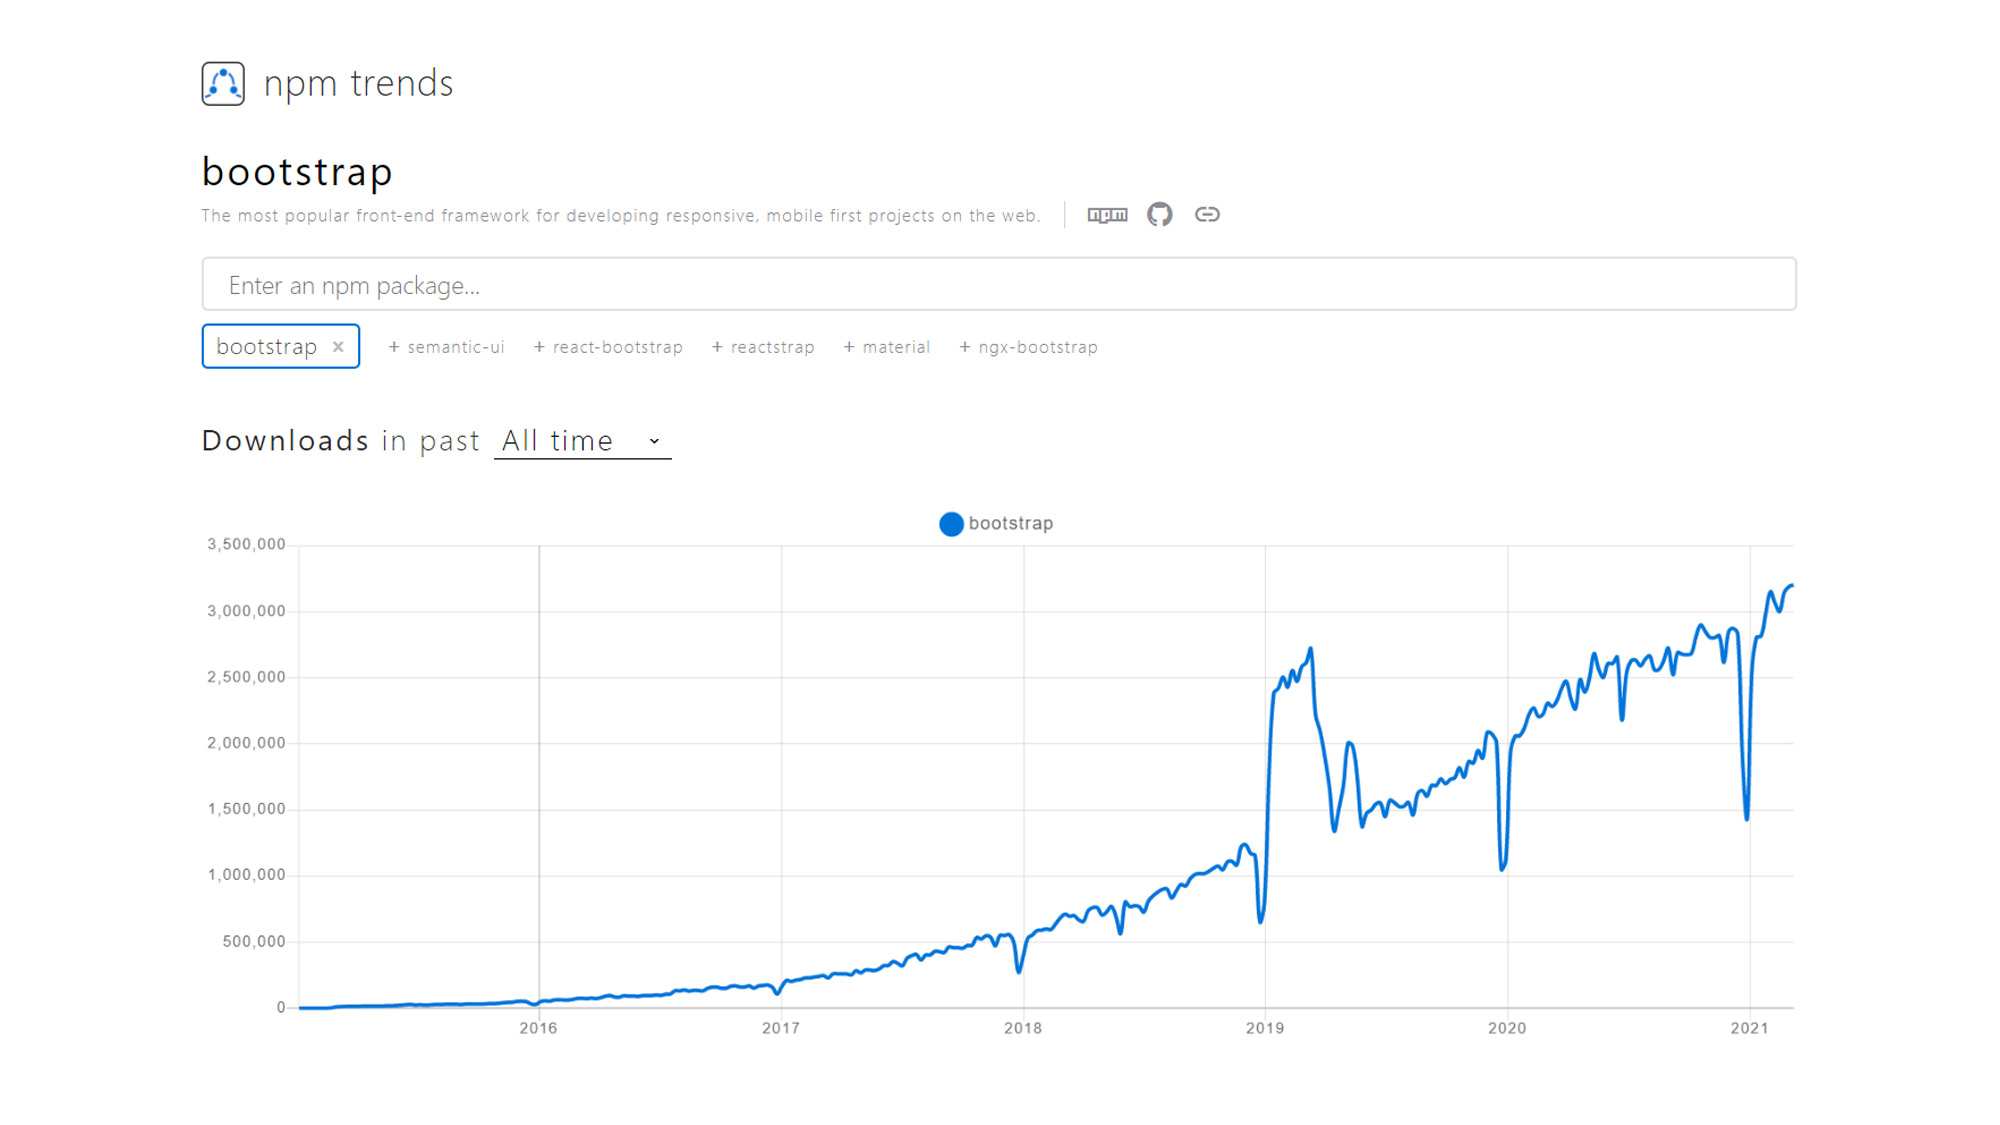 npm trends
bootstrap
The most popular front-end framework for developing responsive, mobile first projects on the web. npm
Enter an npm package...
bootstrap × + semantic-ui + react-bootstrap + reactstrap + material + ngx-bootstrap
Downloads in past All time
bootstrap
3,500,000
3,000,000
2,500,000
2,000,000
1,500,000
1,000,000
500,000
0
2016 2017 2018 2019 2020 2021